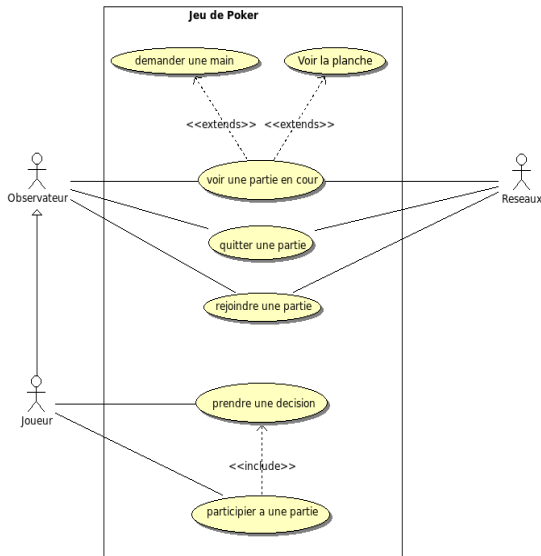 Jeu de Poker
demander une main
Voir la planche
<<extends>>
<<extends>>
voir une partie en cour
Observateur
Reseaux
quitter une partie
rejoindre une partie
prendre une decision
Joueur
<<include>>
participier a une partie